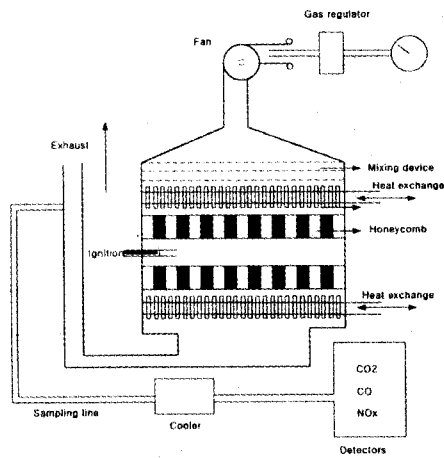 Gas regulator
Fan
Exhaust
Mixing device
Heat exchange
Honeycomb
Ignitron
Heat exchange
CO2
CO
NOx
Sampling line
Cooler
Detectors